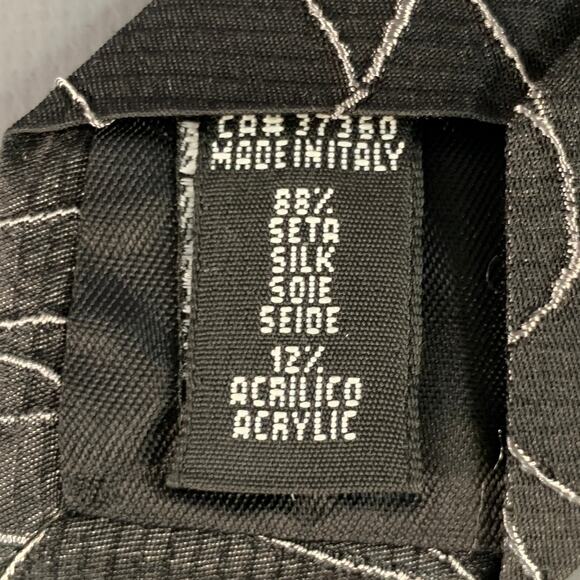 CA# 37360
MADE IN ITALY
88%
SETA
SILK
SOIE
SEIDE
12%
ACRILICO
ACRYLIC